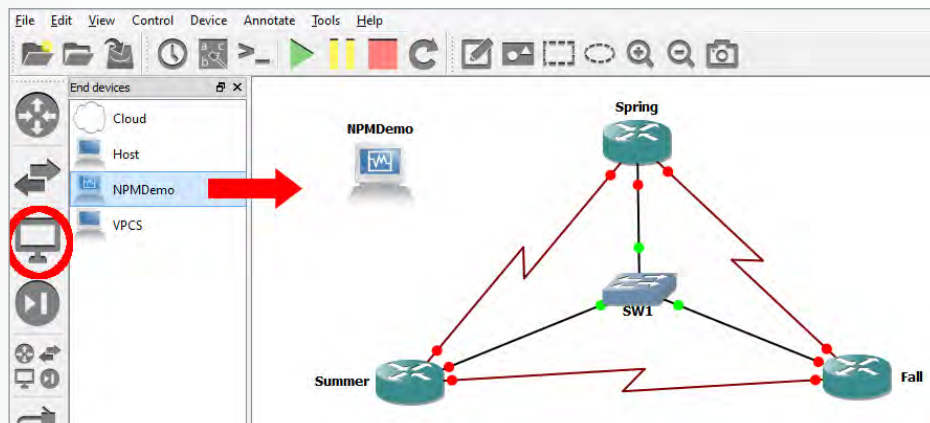 File Edit View Control Device Annotate Tools Help
End devices
Cloud
Host
NPMDemo
VPCS
NPMDemo
Spring
SW1
Summer
Fall